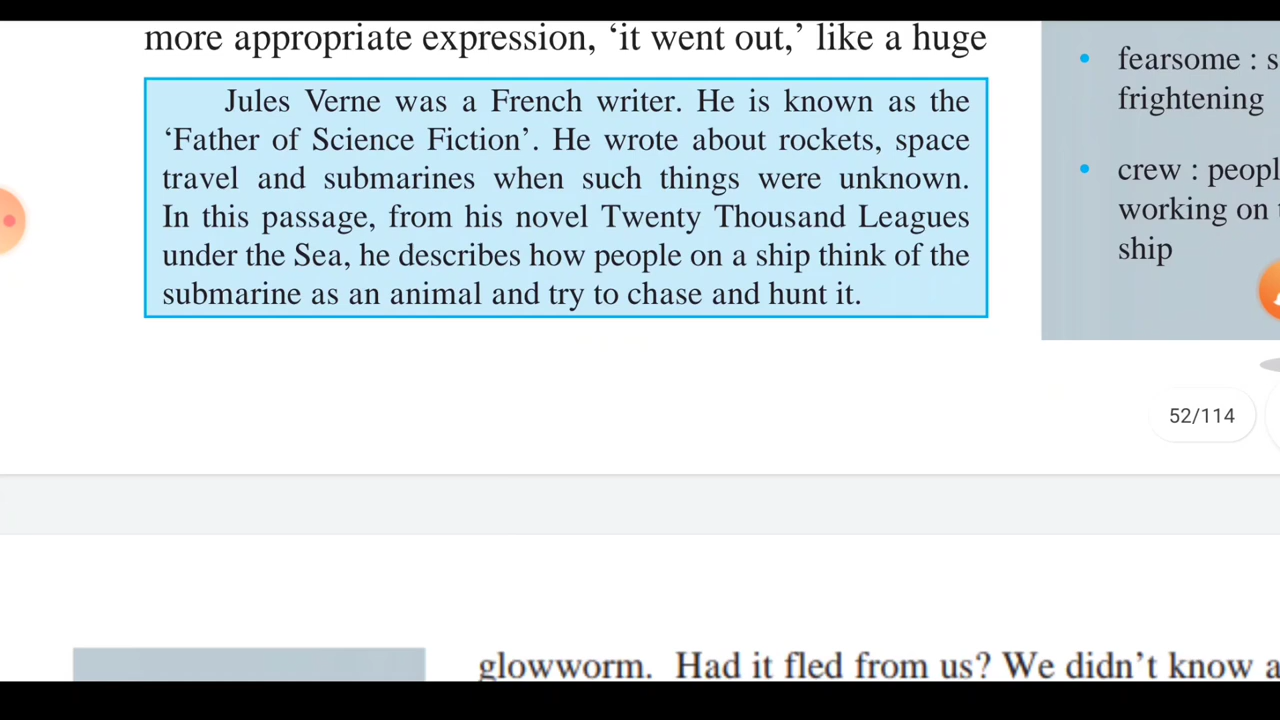 more appropriate expression, ‘it went out,’ like a huge
Jules Verne was a French writer. He is known as the
‘Father of Science Fiction’. He wrote about rockets, space
travel and submarines when such things were unknown.
In this passage, from his novel Twenty Thousand Leagues
under the Sea, he describes how people on a ship think of the
submarine as an animal and try to chase and hunt it.
fearsome : s
frightening
crew : peopl
working on
ship
52/114
glowworm. Had it fled from us? We didn’t know a